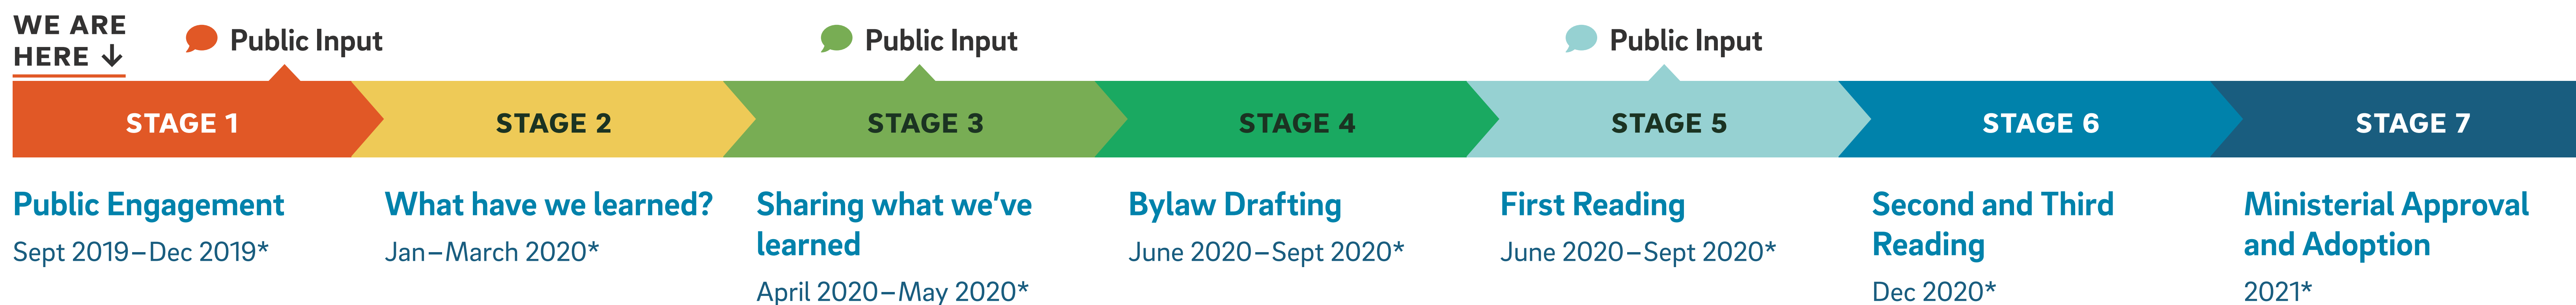 WE ARE
HERE ↓
Public Input
Public Input
Public Input
STAGE 1
STAGE 2
STAGE 3
STAGE 4
STAGE 5
STAGE 6
STAGE 7
Public Engagement
Sept 2019–Dec 2019*
What have we learned?
Jan–March 2020*
Sharing what we've
learned
April 2020–May 2020*
Bylaw Drafting
June 2020–Sept 2020*
First Reading
June 2020–Sept 2020*
Second and Third
Reading
Dec 2020*
Ministerial Approval
and Adoption
2021*